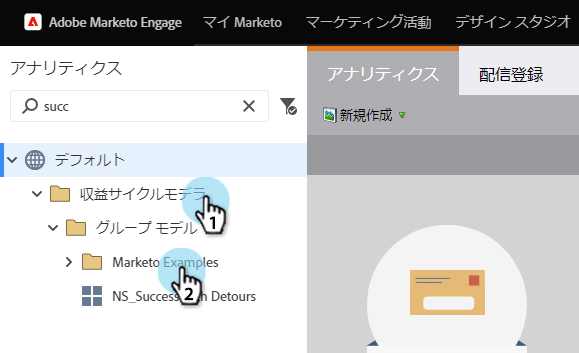 Adobe Marketo Engage マイ Marketo マーケティング活動 デザイン スタジオ
アナリティクス
succ
デフォルト
収益サイクルモデラ
1
グループ モデル
Marketo Examples
2
NS_Success Detours
アナリティクス 配信登録
新規作成